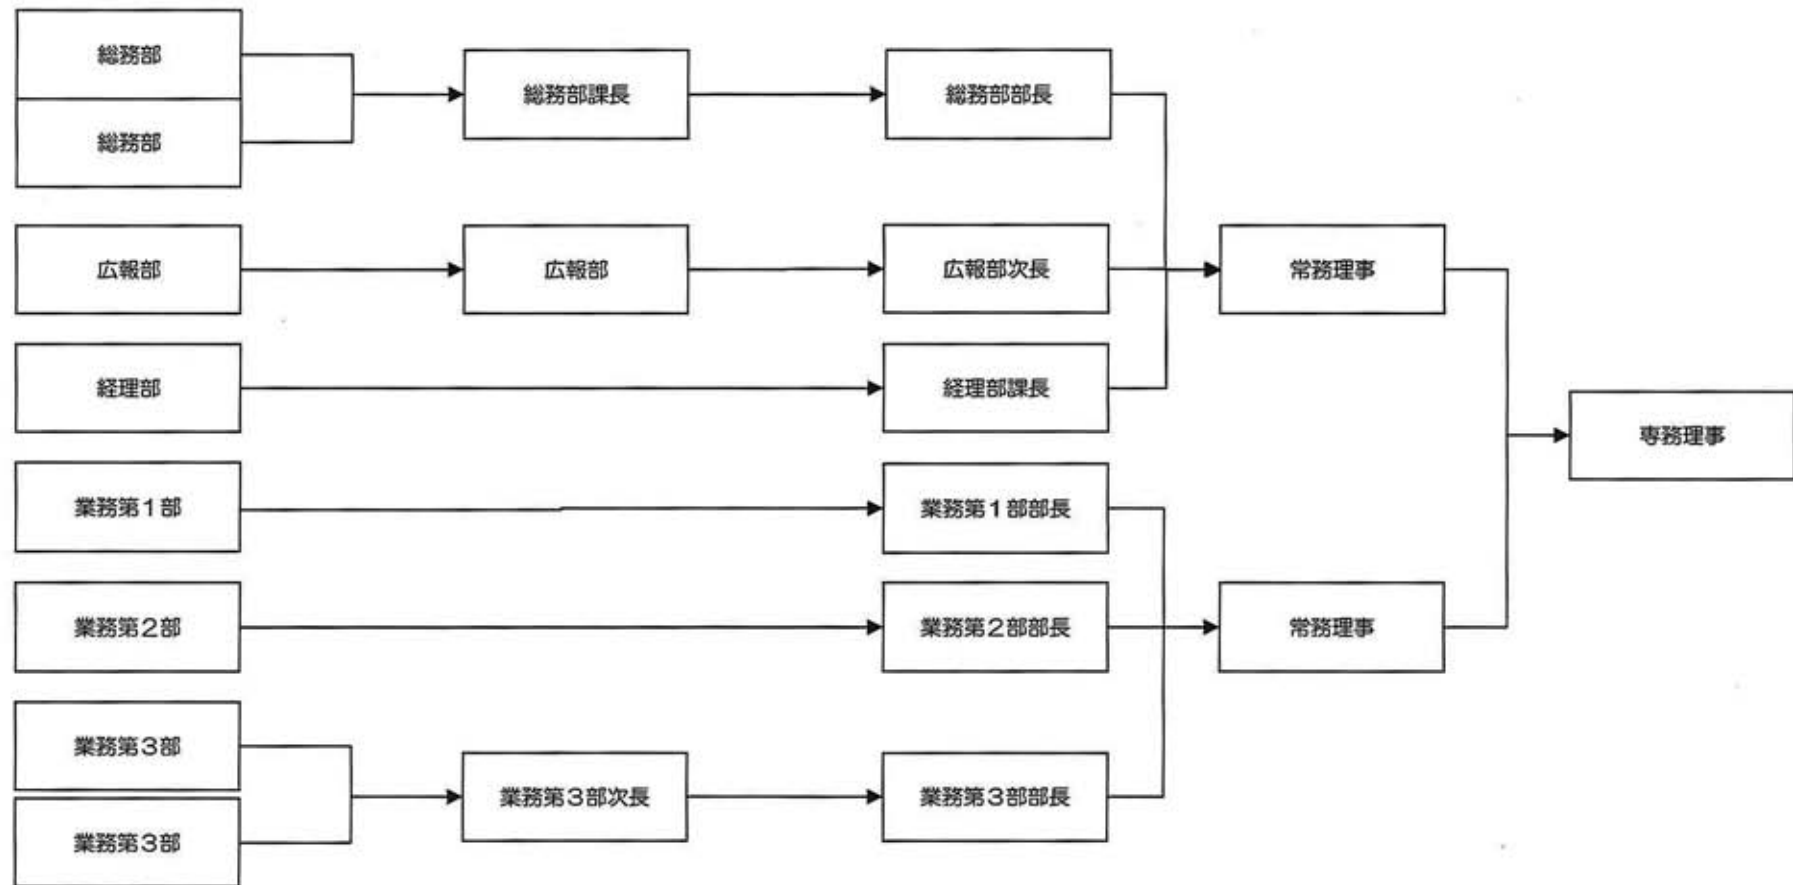 総務部
総務部課長
総務部部長
総務部
広報部
広報部
広報部次長
常務理事
経理部
経理部課長
専務理事
業務第1部
業務第1部部長
業務第2部
業務第2部部長
常務理事
業務第3部
業務第3部次長
業務第3部部長
業務第3部